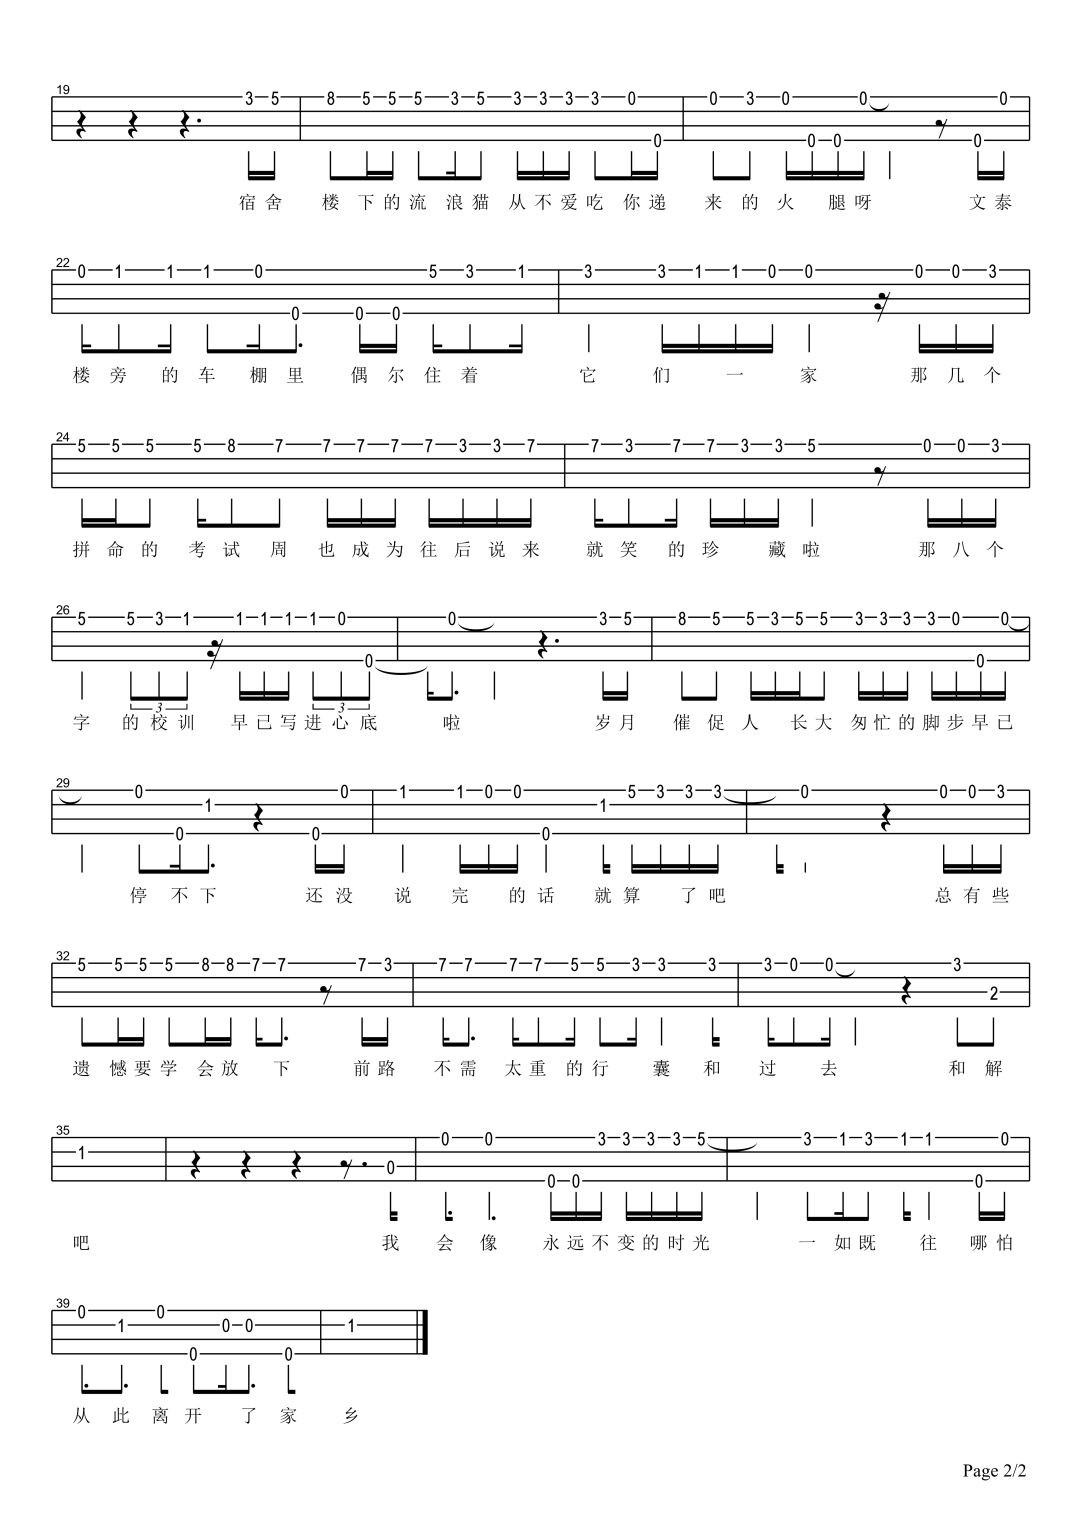 19
3 5 8 5 5 5 3 5 3 3 3 3 0 0 0 3 0 0 0 0 0 0
宿舍 楼下的流浪猫从不爱吃你递来的火腿呀 文泰
22
0 1 1 1 0 0 0 0 5 3 1 3 3 1 1 0 0 0 0 3
楼旁的车棚里偶尔住着它们一家 那几个
24
5 5 5 5 8 7 7 7 7 7 3 3 7 7 3 7 7 3 3 5 0 0 3
拼命的考试周也成为往后说来就笑的珍藏啦 那八个
26
5 5 3 1 1 1 1 1 0 0 0 3 5 8 5 5 3 5 5 3 3 3 3 0 0 0
3 3
字的校训 早已写进心底啦 岁月催促人长大匆忙的脚步早已
29
0 0 1 0 0 1 1 0 0 0 1 5 3 3 3 0 0 0 3
停不下 还没说完的话就算了吧 总有些
32
5 5 5 5 8 8 7 7 7 3 7 7 7 7 5 5 3 3 3 3 0 0 3 2
遗憾要学会放下 前路不需太重的行囊和过去 和解
35
1 0 0 0 0 0 3 3 3 3 5 3 1 3 1 1 0 0
吧 我会像永远不变的时光 一如既往哪怕
39
0 1 0 0 0 0 0 1
从此离开了家乡
Page 2/2